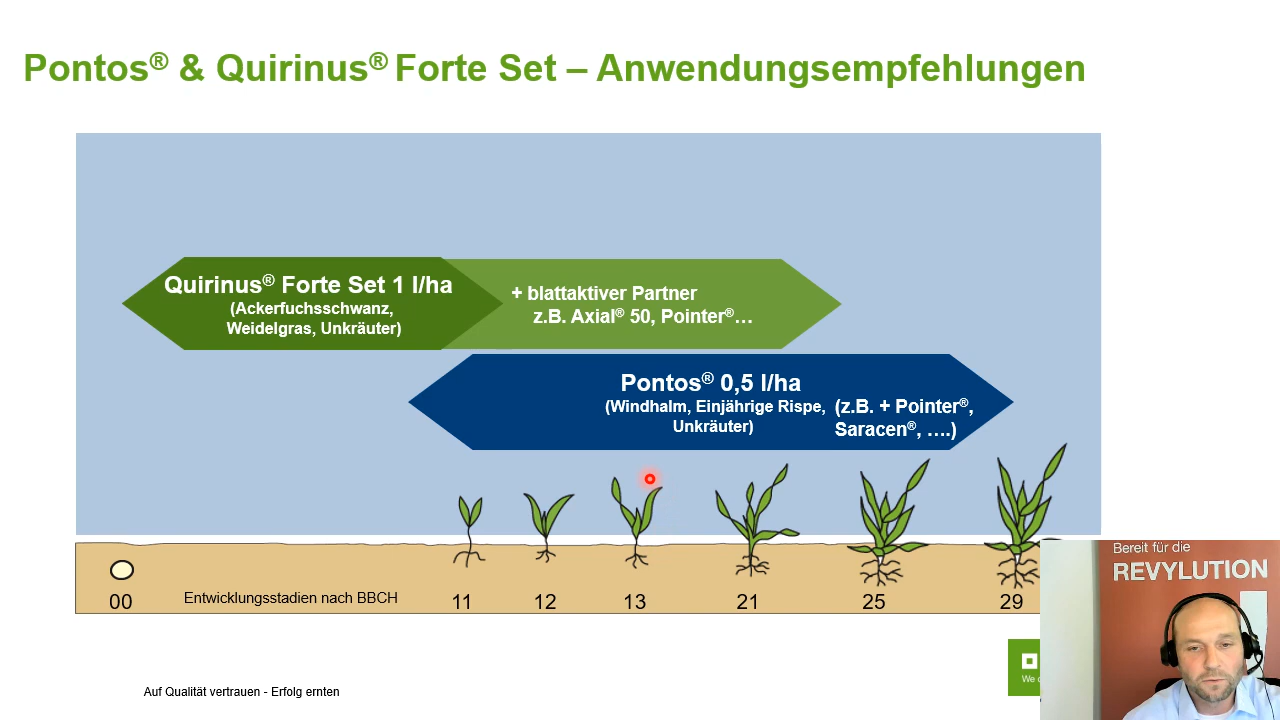 Pontos® & Quirinus® Forte Set – Anwendungsempfehlungen
Quirinus® Forte Set 1 l/ha
(Ackerfuchsschwanz,
Weidelgras, Unkräuter)
+ blattaktiver Partner
z.B. Axial® 50, Pointer®…
Pontos® 0,5 l/ha
(Windhalm, Einjährige Rispe,
Unkräuter)
(z.B. + Pointer®,
Saracen®, ….)
00
Entwicklungsstadien nach BBCH
11
12
13
21
25
29
Bereit für die
REVYLUTION
We
Auf Qualität vertrauen - Erfolg ernten